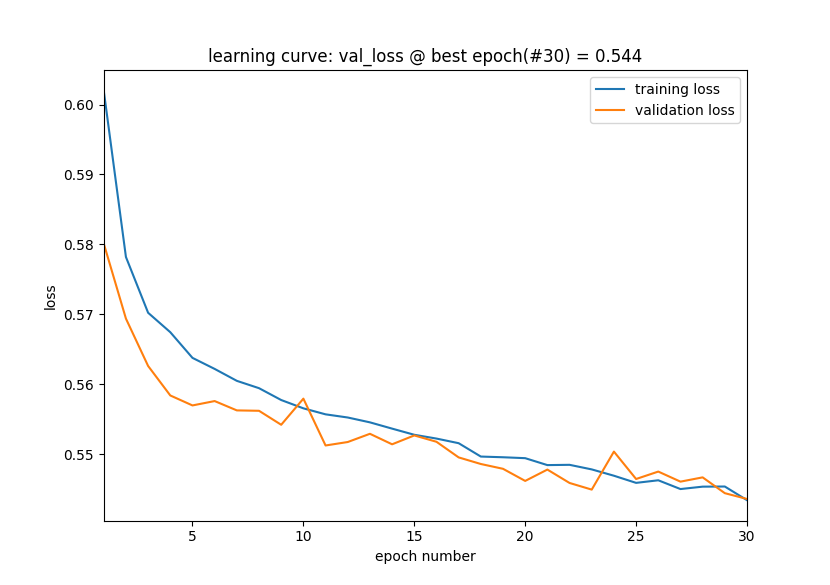 learning curve: val_loss @ best epoch(#30) = 0.544
training loss
validation loss
0.60
0.59
0.58
0.57
0.56
0.55
loss
5
10
15
20
25
30
epoch number